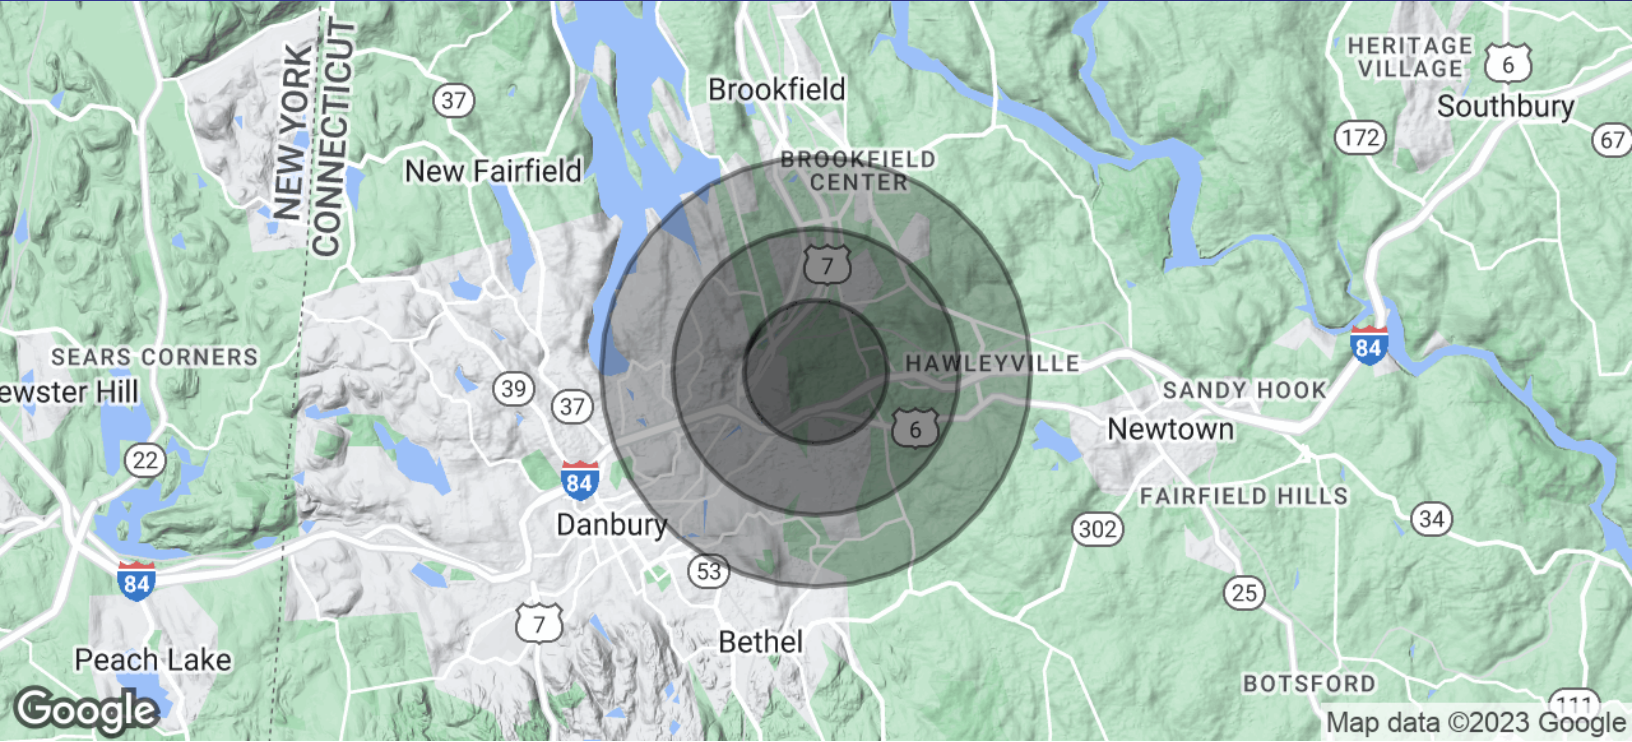 HERITAGE
VILLAGE
6
Southbury
NEW YORK
CONNECTICUT
37
Brookfield
172
67
New Fairfield
BROOKFIELD
CENTER
7
84
SEARS CORNERS
HAWLEYVILLE
ewster Hill
39
37
SANDY HOOK
6
Newtown
22
84
FAIRFIELD HILLS
Danbury
302
34
84
53
25
7
Bethel
Peach Lake
BOTSFORD
111
Google
Map data ©2023 Google